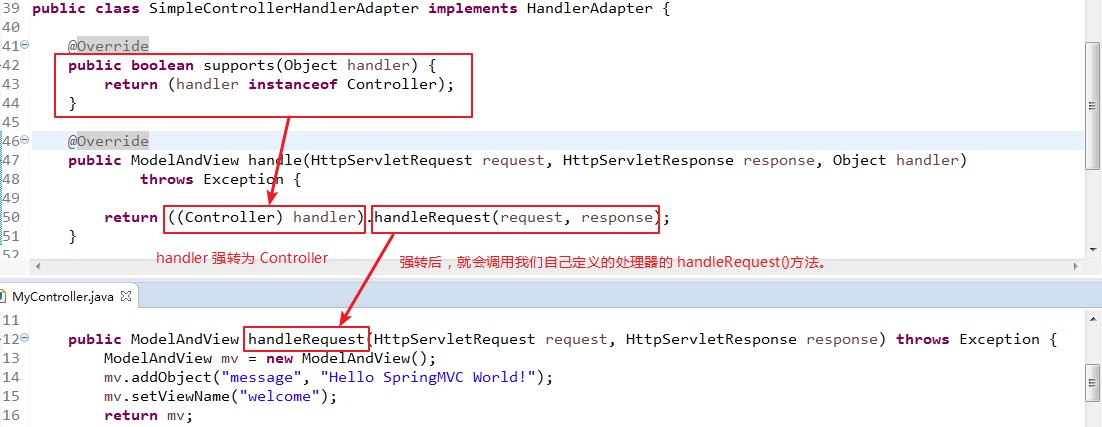 39 public class SimpleControllerHandlerAdapter implements HandlerAdapter {
40
41 @Override
42 public boolean supports(Object handler) {
43 return (handler instanceof Controller);
44 }
45
46 @Override
47 public ModelAndView handle(HttpServletRequest request, HttpServletResponse response, Object handler)
48 throws Exception {
49
50 return ((Controller) handler).handleRequest(request, response);
51 }
52
handler 强转为 Controller
强转后，就会调用我们自己定义的处理器的 handleRequest()方法。
MyController.java
11
12 public ModelAndView handleRequest(HttpServletRequest request, HttpServletResponse response) throws Exception {
13 ModelAndView mv = new ModelAndView();
14 mv.addObject("message", "Hello SpringMVC World!");
15 mv.setViewName("welcome");
16 return mv;